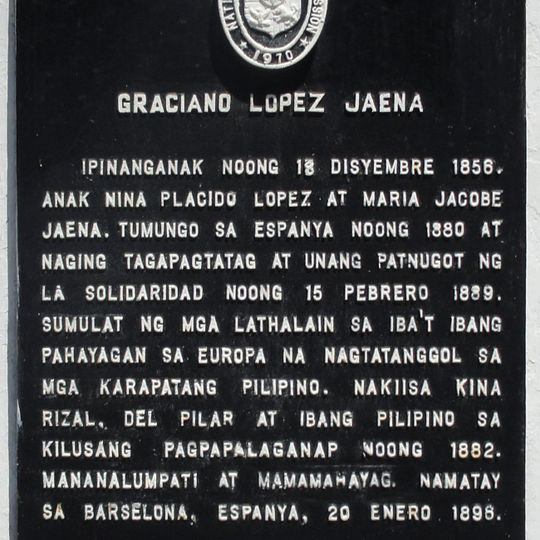 1970
GRACIANO LOPEZ JAENA
IPINANGANAK NOONG 18 DISYEMBRE 1856.
ANAK NINA PLACIDO LOPEZ AT MARIA JACOBE
JAENA. TUMUNGO SA ESPANYA NOONG 1880 AT
NAGING TAGAPAGTATAG AT UNANG PATNUGOT NG
LA SOLIDARIDAD NOONG 15 PEBRERO 1889.
SUMULAT NG MGA LATHALAIN SA IBA'T IBANG
PAHAYAGAN SA EUROPA NA NAGTATANGGOL SA
MGA KARAPATANG PILIPINO. NAKIISA KINA
RIZAL, DEL PILAR AT IBANG PILIPINO SA
KILUSANG PAGPAPALAGANAP NOONG 1882.
MANANALUMPATI AT MAMAMAHAYAG. NAMATAY
SA BARSELONA, ESPANYA, 20 ENERO 1896.